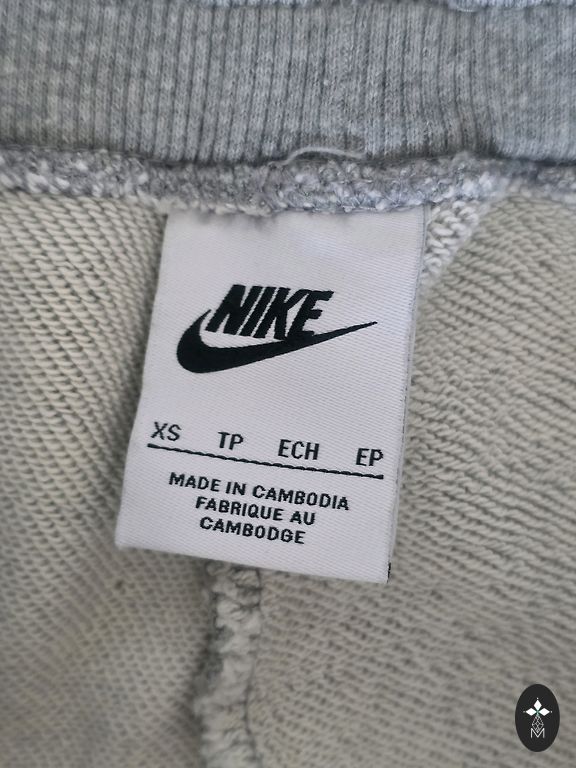 NIKE
XS TP ECH EP
MADE IN CAMBODIA
FABRIQUE AU
CAMBODGE
M